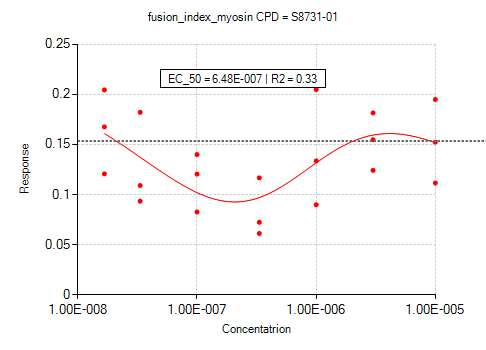 fusion_index_myosin CPD = S8731-01
0.25
EC_50 = 6.48E-007 | R2 = 0.33
0.2
0.15
Response
0.1
0.05
0
1.00E-008
1.00E-007
1.00E-006
1.00E-005
Concentatrion